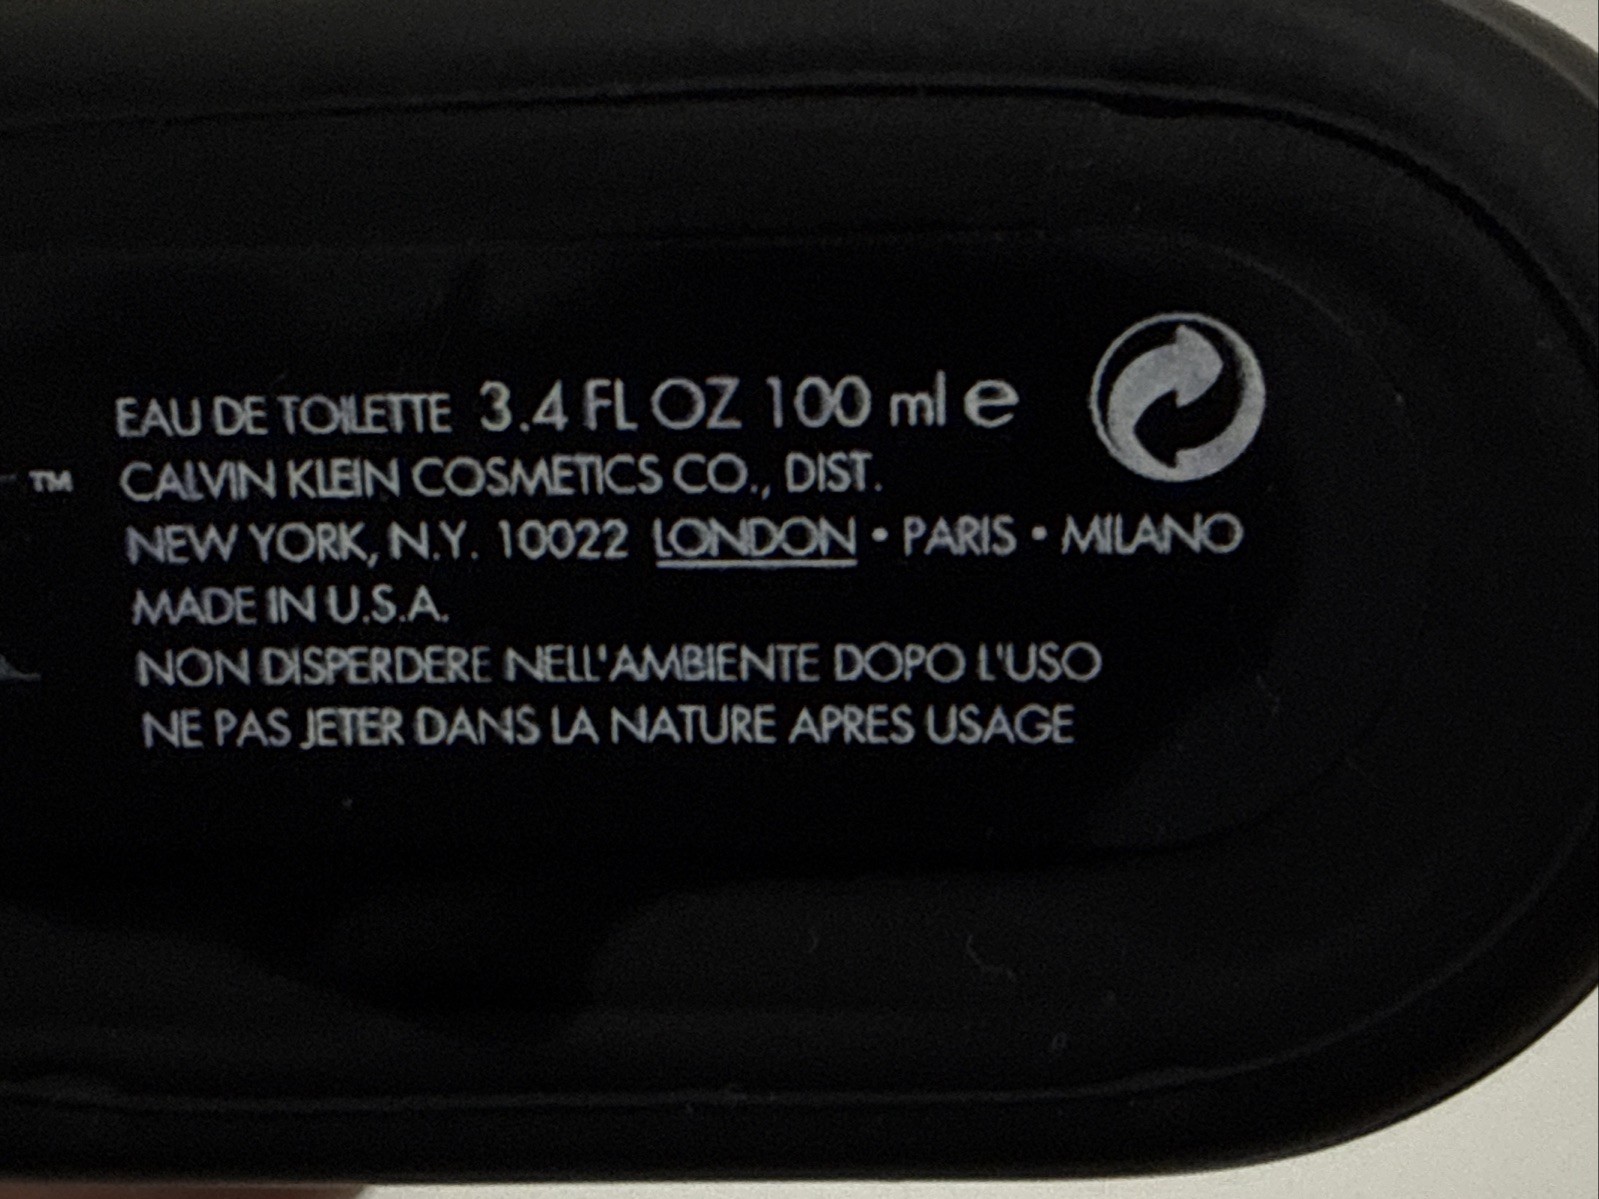 EAU DE TOILETTE 3.4 FL OZ 100 ml e
™ CALVIN KLEIN COSMETICS CO., DIST.
NEW YORK, N.Y. 10022 LONDON • PARIS • MILANO
MADE IN U.S.A.
NON DISPERDERE NELL'AMBIENTE DOPO L'USO
NE PAS JETER DANS LA NATURE APRES USAGE